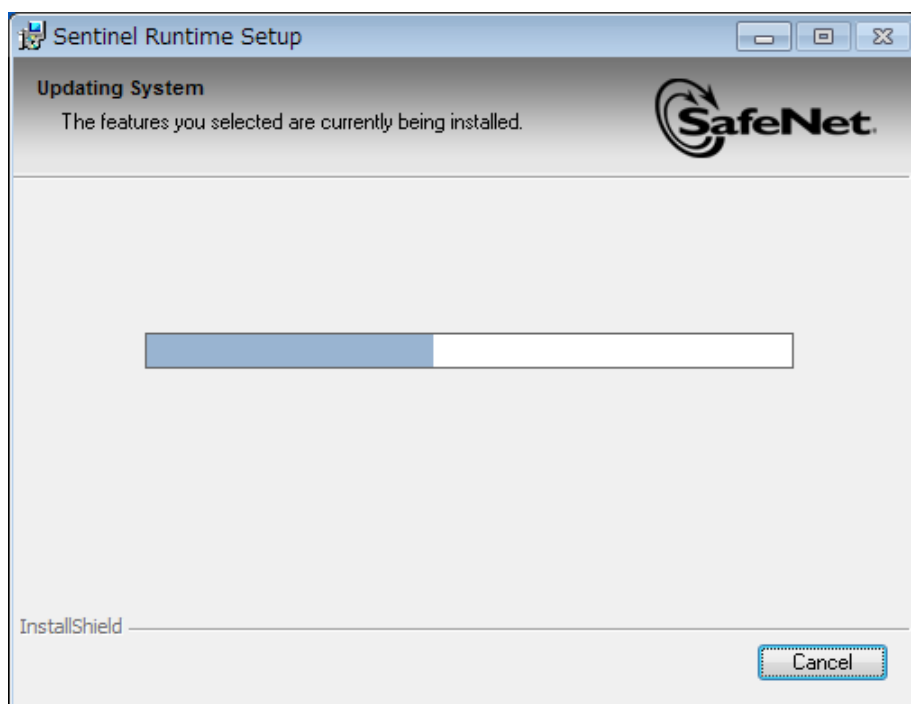 Sentinel Runtime Setup
Updating System
The features you selected are currently being installed.
SafeNet.
InstallShield
Cancel